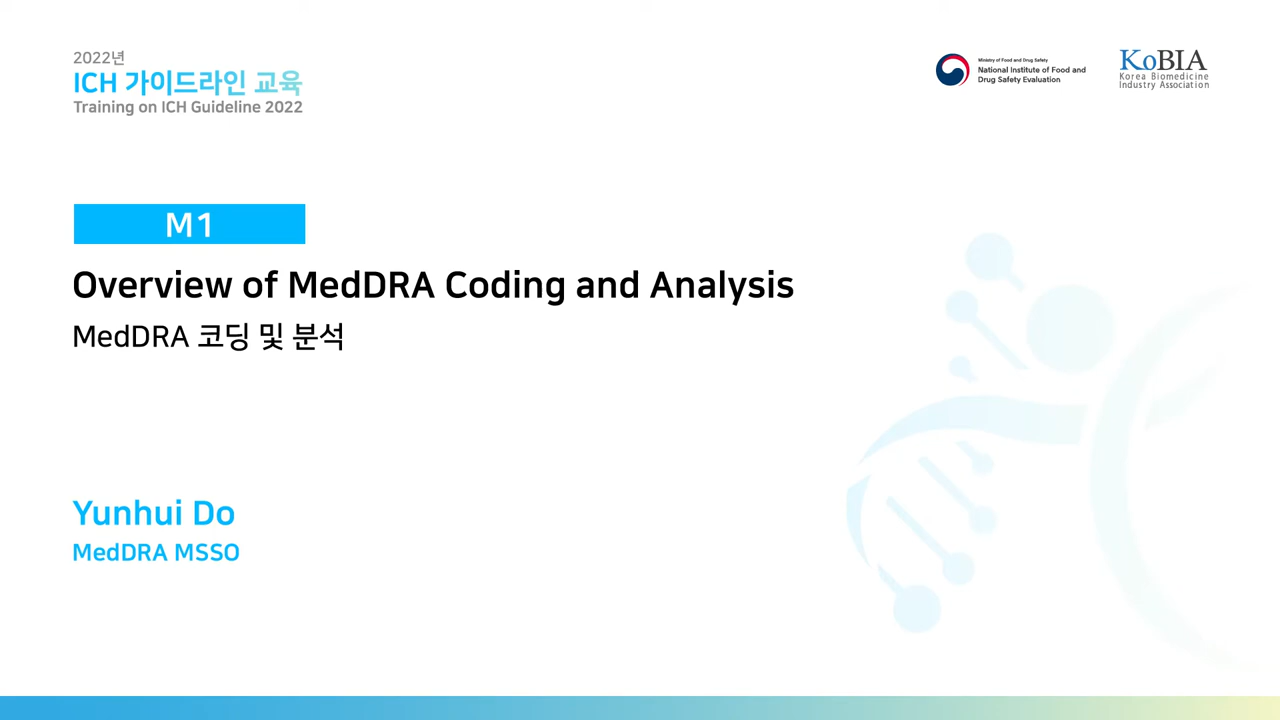 2022년
ICH 가이드라인 교육
Training on ICH Guideline 2022
Ministry of Food and Drug Safety
National Institute of Food and
Drug Safety Evaluation
KoBIA
Korea Biomedicine
Industry Association
M1
Overview of MedDRA Coding and Analysis
MedDRA 코딩 및 분석
Yunhui Do
MedDRA MSSO